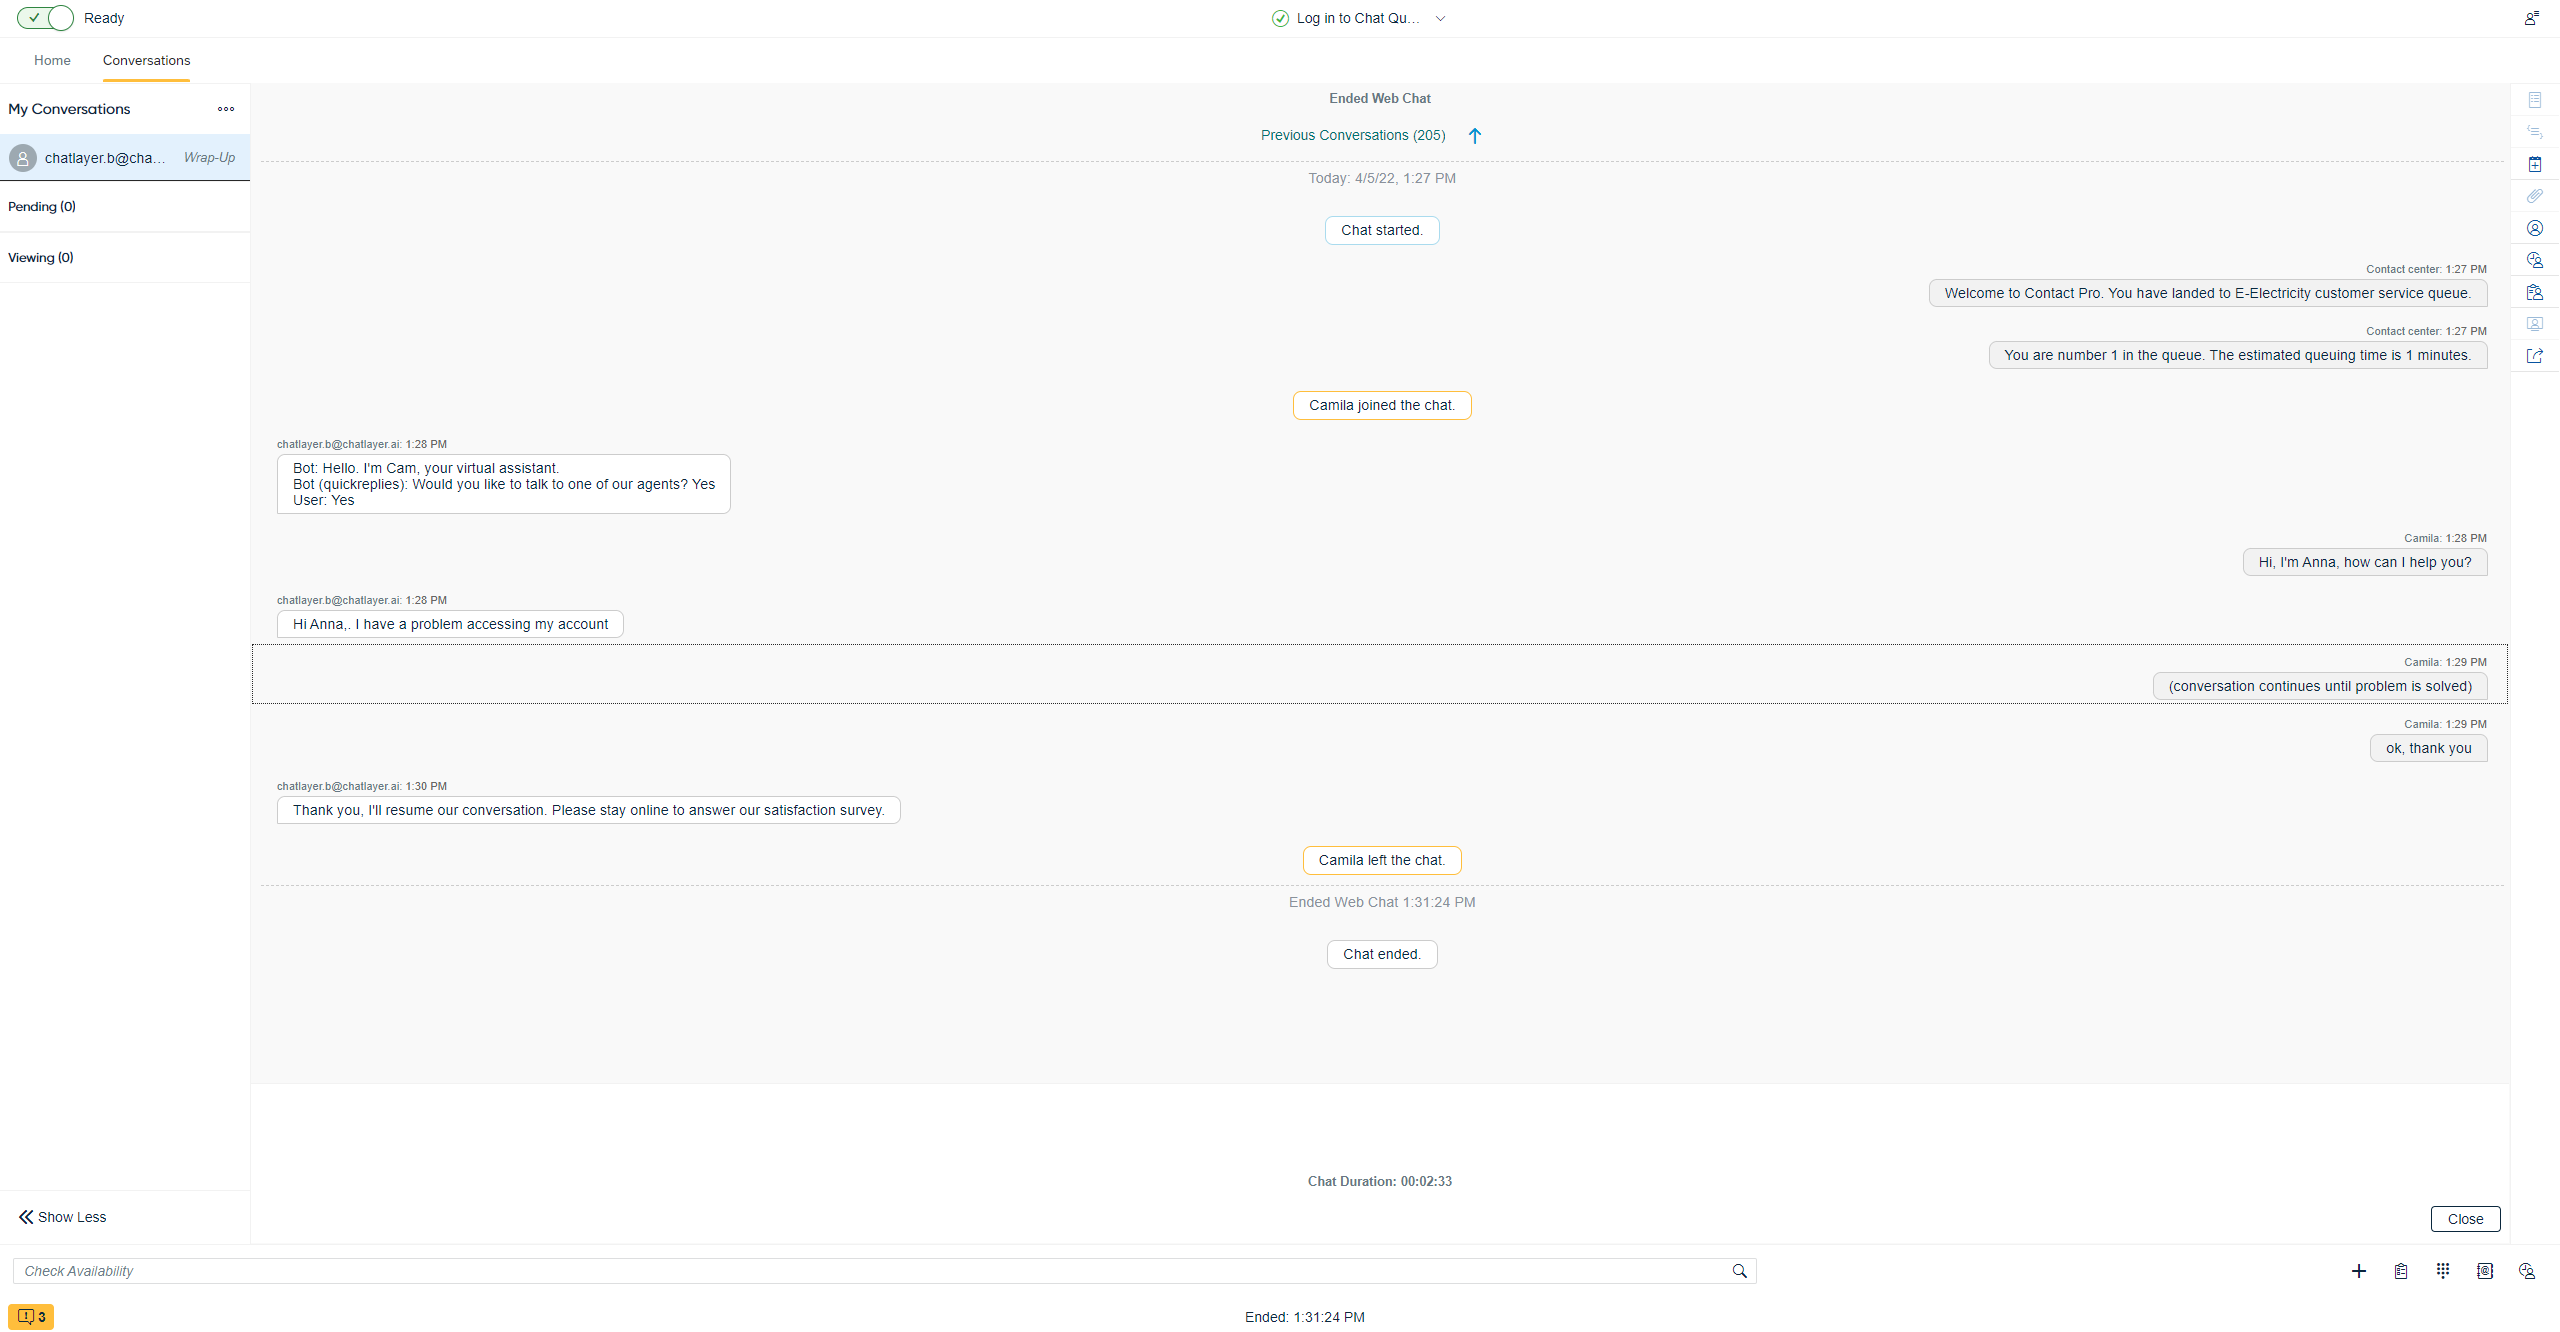 Ready
Log in to Chat Qu...
Home
Conversations
My Conversations
chatlayer.b@cha...
Wrap-Up
Pending (0)
Viewing (0)
Ended Web Chat
Previous Conversations (205)
Today: 4/5/22, 1:27 PM
Chat started.
Contact center: 1:27 PM
Welcome to Contact Pro. You have landed to E-Electricity customer service queue.
Contact center: 1:27 PM
You are number 1 in the queue. The estimated queuing time is 1 minutes.
Camila joined the chat.
chatlayer.b@chatlayer.ai: 1:28 PM
Bot: Hello. I'm Cam, your virtual assistant.
Bot (quickreplies): Would you like to talk to one of our agents? Yes
User: Yes
Camila: 1:28 PM
Hi, I'm Anna, how can I help you?
chatlayer.b@chatlayer.ai: 1:28 PM
Hi Anna,. I have a problem accessing my account
Camila: 1:29 PM
(conversation continues until problem is solved)
Camila: 1:29 PM
ok, thank you
chatlayer.b@chatlayer.ai: 1:30 PM
Thank you, I'll resume our conversation. Please stay online to answer our satisfaction survey.
Camila left the chat.
Ended Web Chat 1:31:24 PM
Chat ended.
Chat Duration: 00:02:33
Show Less
Close
Check Availability
3
Ended: 1:31:24 PM